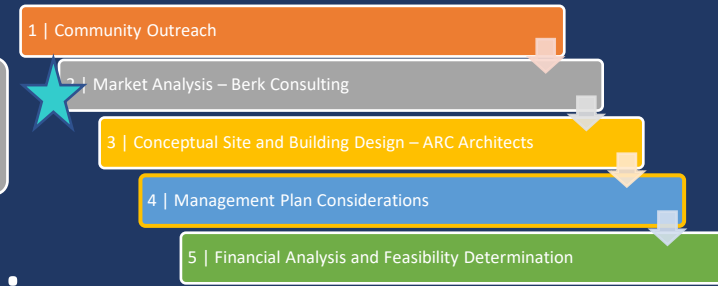 1 | Community Outreach
2 | Market Analysis – Berk Consulting
3 | Conceptual Site and Building Design – ARC Architects
4 | Management Plan Considerations
5 | Financial Analysis and Feasibility Determination